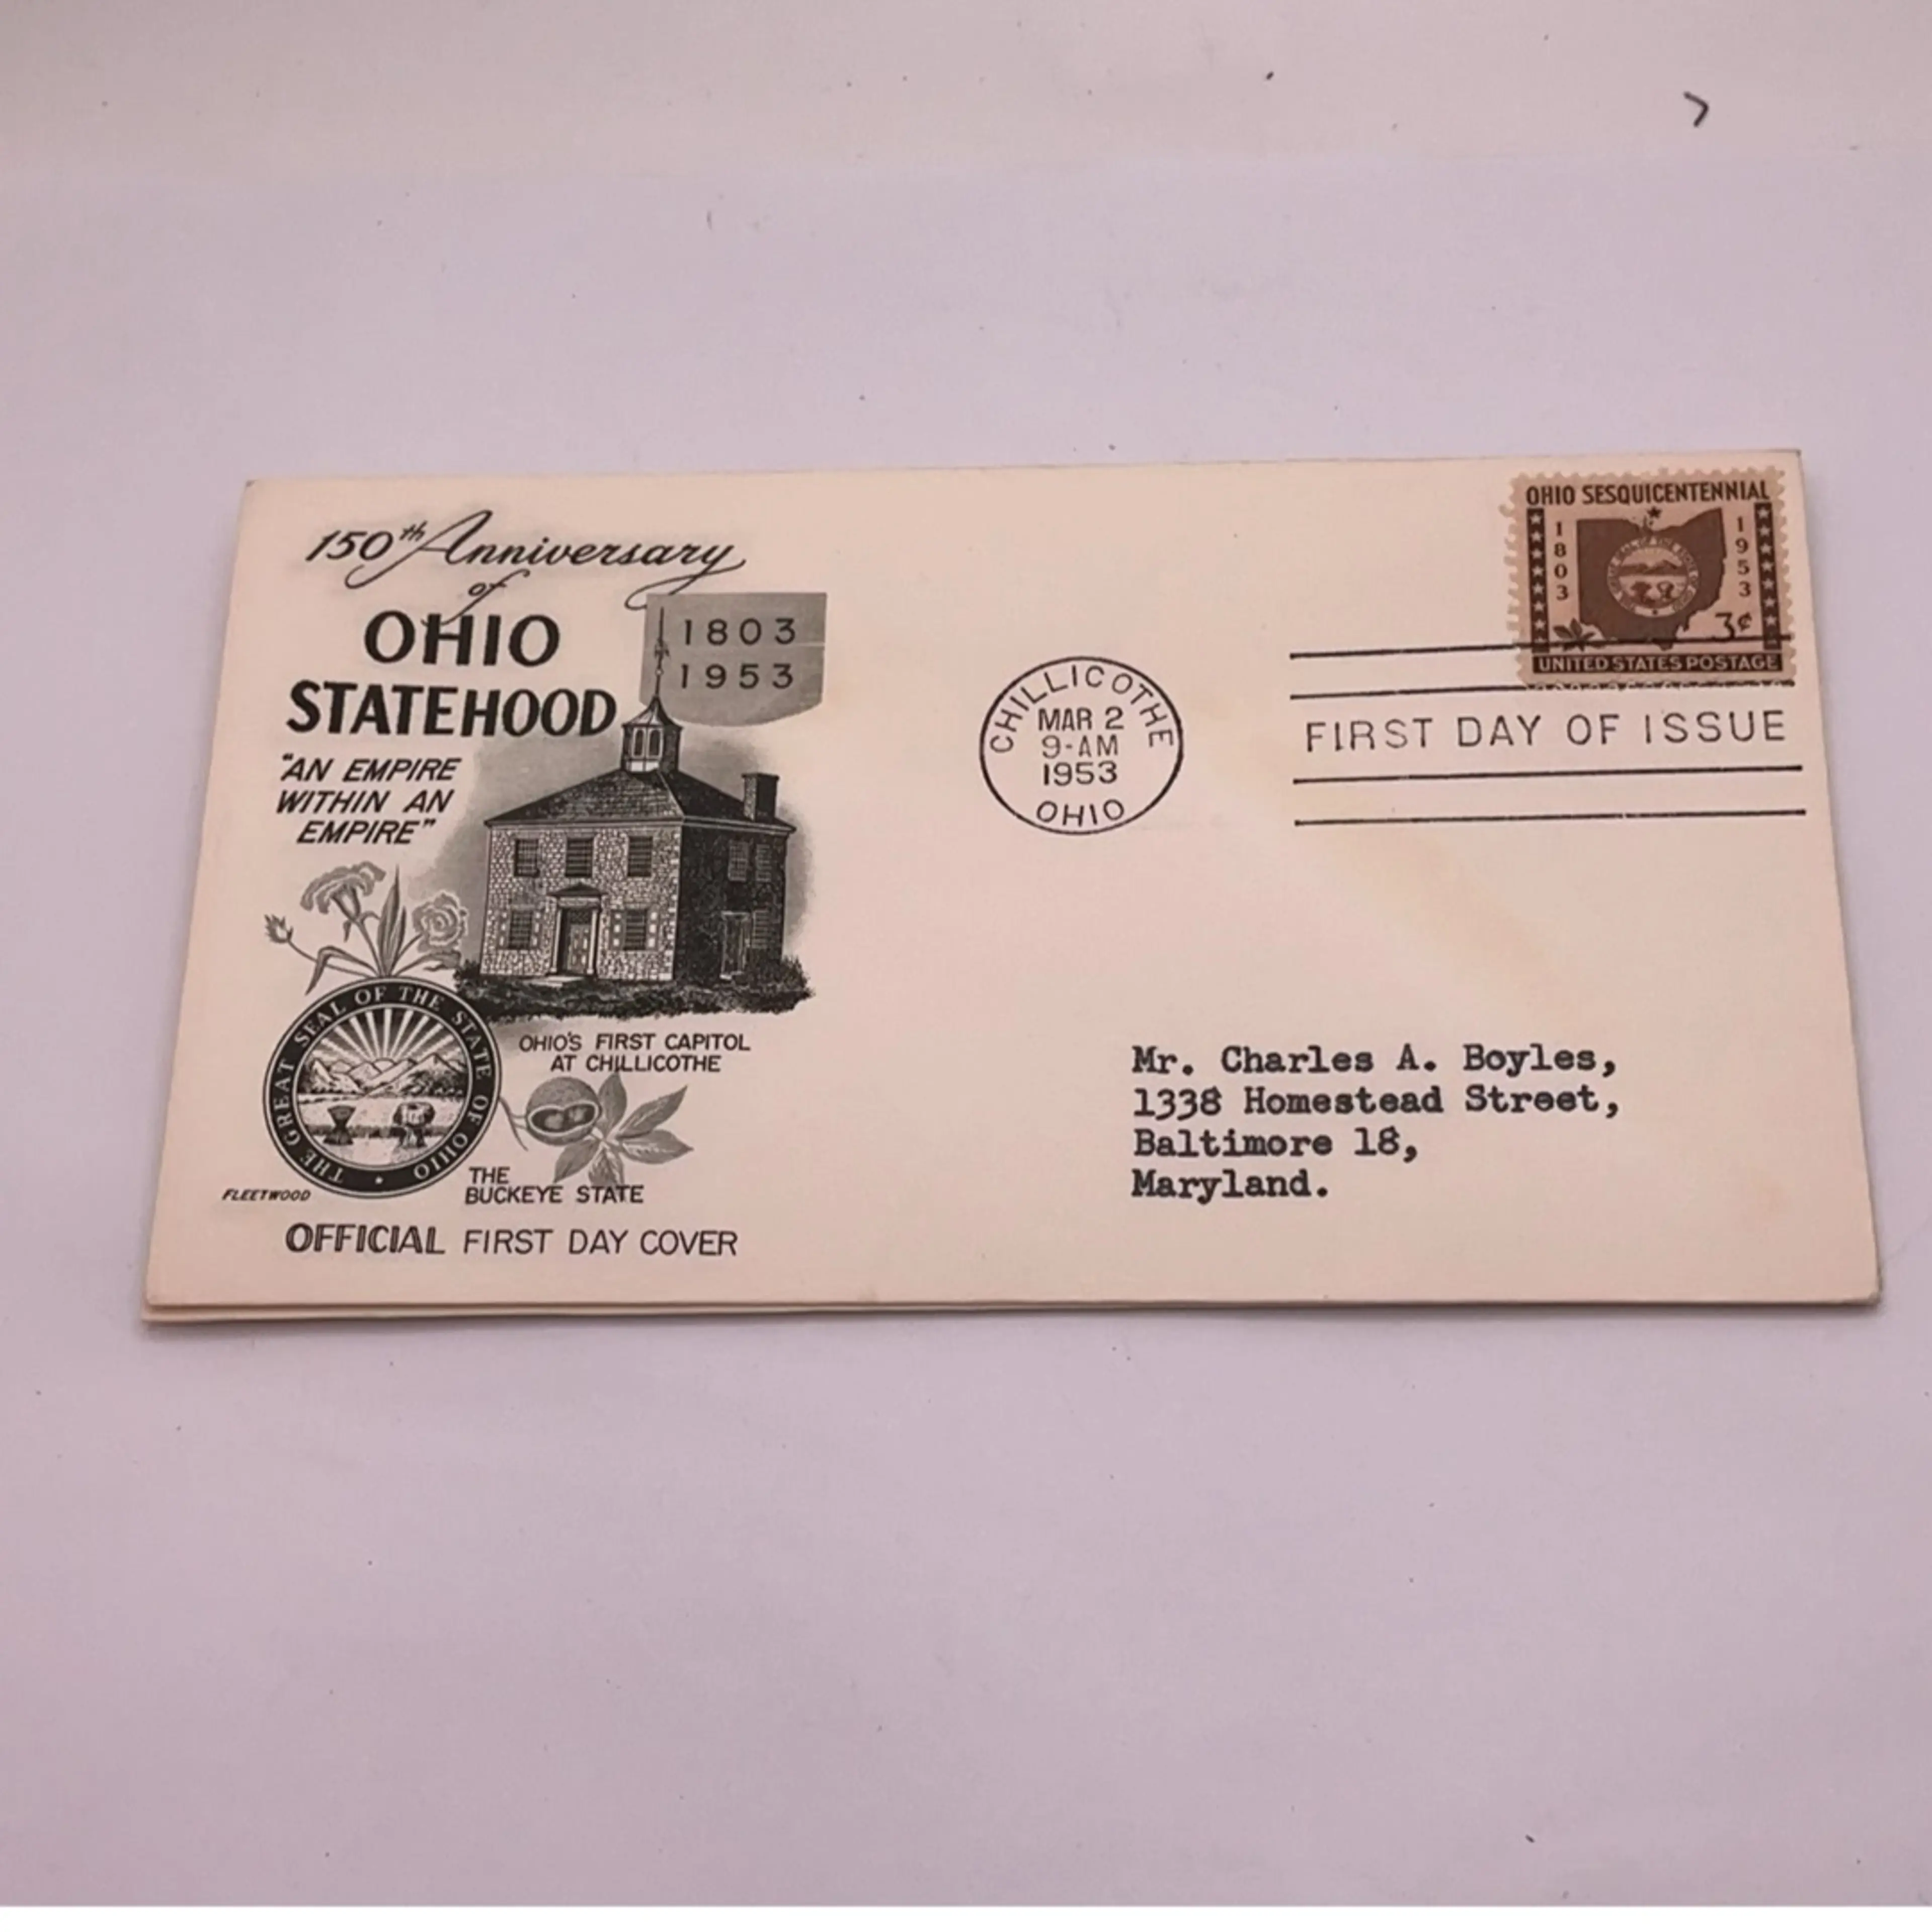 150th Anniversary
of
OHIO
STATEHOOD
1803
1953
"AN EMPIRE
WITHIN AN
EMPIRE"
OHIO'S FIRST CAPITOL
AT CHILLICOTHE
THE GREAT SEAL OF THE STATE OF OHIO
THE
BUCKEYE STATE
FLEETWOOD
OFFICIAL FIRST DAY COVER
CHILLICOTHE
MAR 2
9-AM
1953
OHIO
OHIO SESQUICENTENNIAL
1803
1953
3¢
UNITED STATES POSTAGE
FIRST DAY OF ISSUE
Mr. Charles A. Boyles,
1338 Homestead Street,
Baltimore 18,
Maryland.